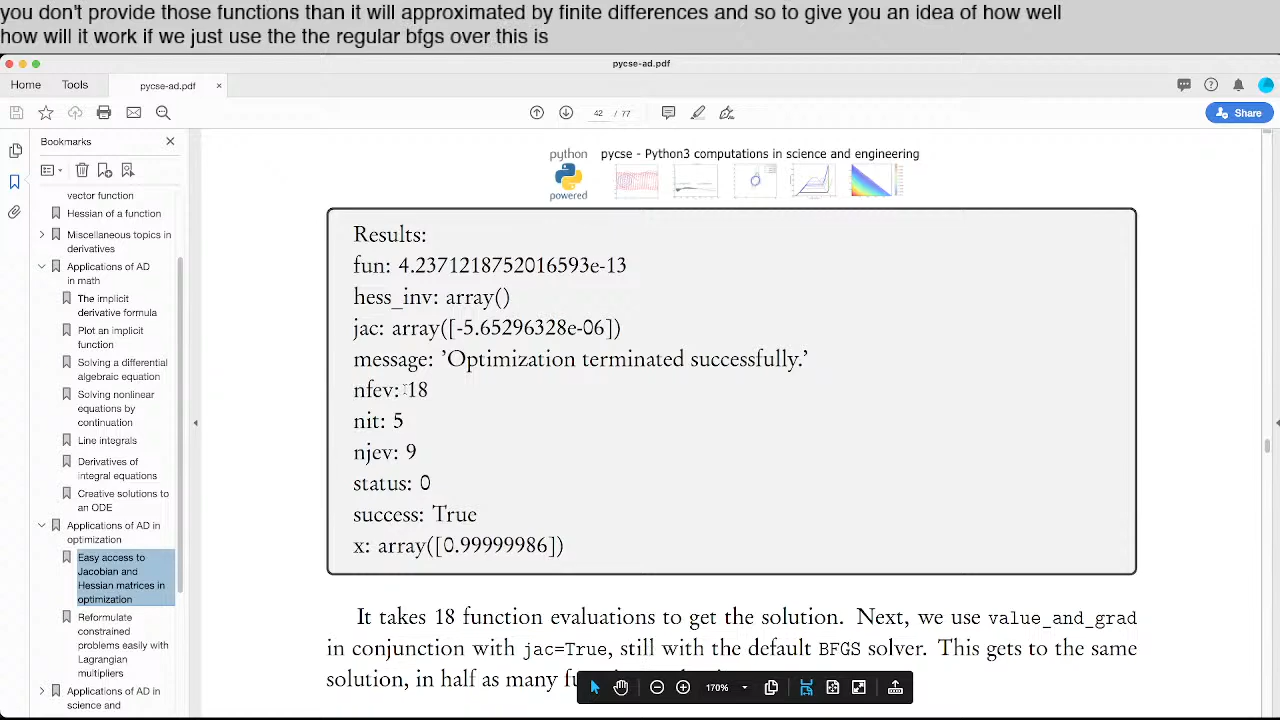 you don't provide those functions than it will approximated by finite differences and so to give you an idea of how well
how will it work if we just use the the regular bfgs over this is
pycse-ad.pdf
Home
Tools
pycse-ad.pdf
×
42 / 77
Share
Bookmarks
vector function
Hessian of a function
Miscellaneous topics in
derivatives
Applications of AD
in math
The implicit
derivative formula
Plot an implicit
function
Solving a differential
algebraic equation
Solving nonlinear
equations by
continuation
Line integrals
Derivatives of
integral equations
Creative solutions to
an ODE
Applications of AD in
optimization
Easy access to
Jacobian and
Hessian matrices in
optimization
Reformulate
constrained
problems easily with
Lagrangian
multipliers
Applications of AD in
science and
python
powered
pycse - Python3 computations in science and engineering
Results:
fun: 4.2371218752016593e-13
hess_inv: array()
jac: array([-5.65296328e-06])
message: ’Optimization terminated successfully.’
nfev: 18
nit: 5
njev: 9
status: 0
success: True
x: array([0.99999986])
It takes 18 function evaluations to get the solution. Next, we use value_and_grad
in conjunction with jac=True, still with the default BFGS solver. This gets to the same
solution, in half as many
170%